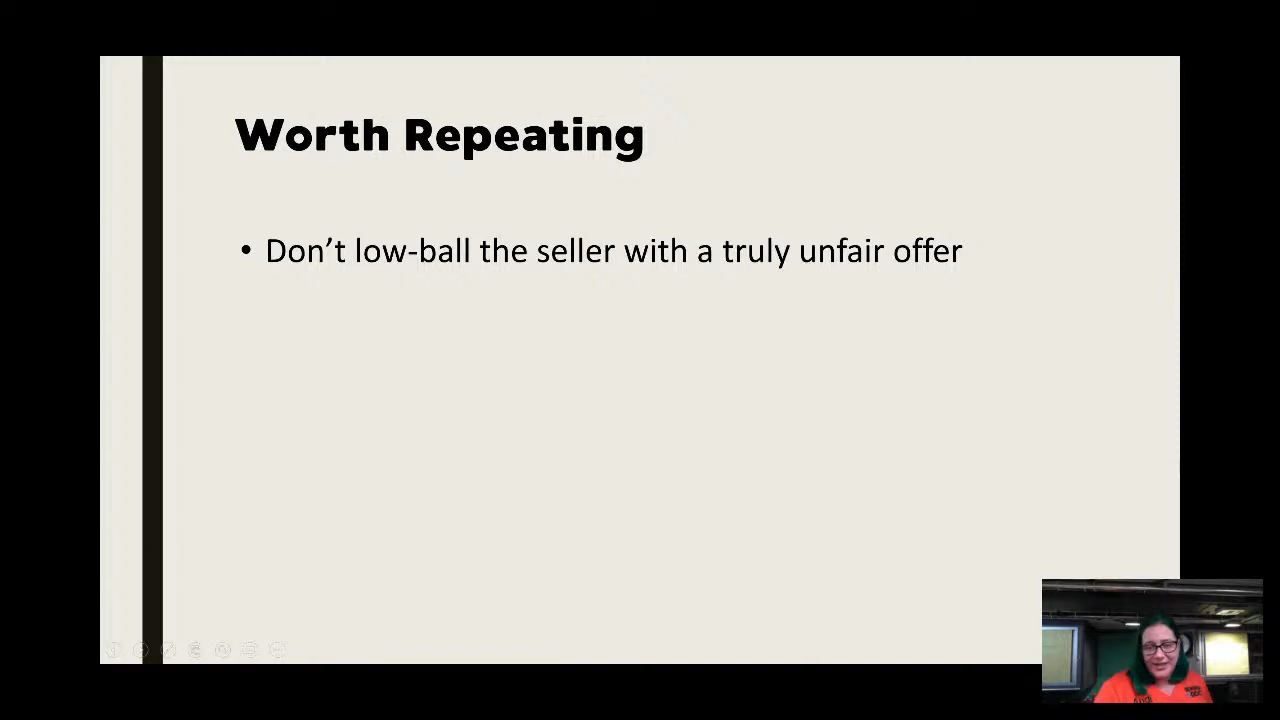 Worth Repeating
• Don’t low-ball the seller with a truly unfair offer